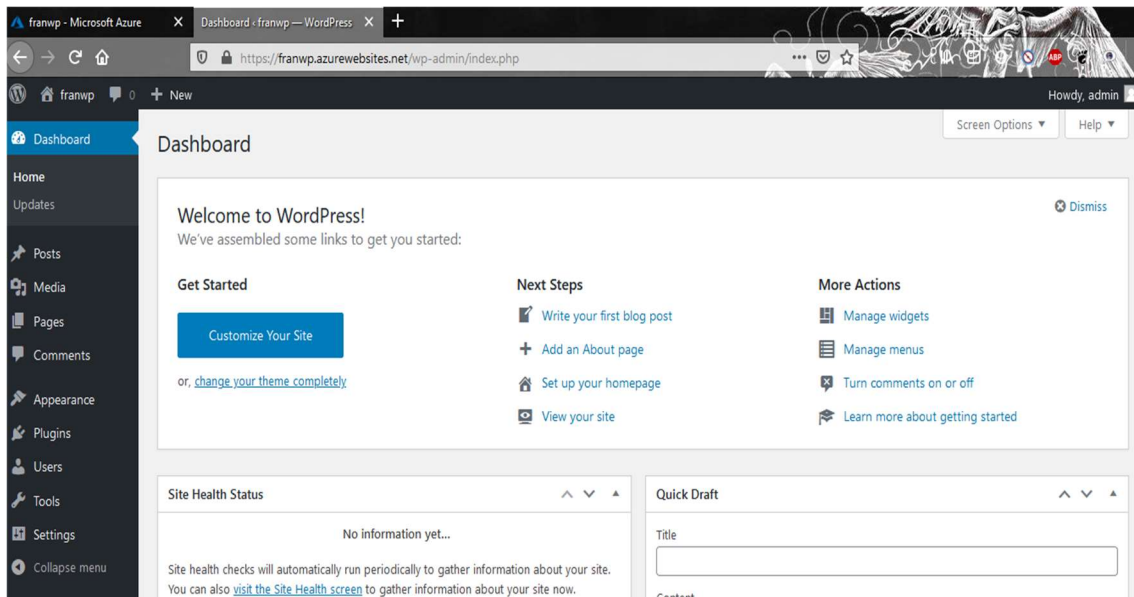 franwp - Microsoft Azure
Dashboard ‹ franwp — WordPress
https://franwp.azurewebsites.net/wp-admin/index.php
ABP
franwp 0 + New
Howdy, admin
Screen Options
Help
Dashboard
Home
Updates
Posts
Media
Pages
Comments
Appearance
Plugins
Users
Tools
Settings
Collapse menu
Dashboard
Welcome to WordPress!
Dismiss
We've assembled some links to get you started:
Get Started
Customize Your Site
or, change your theme completely
Next Steps
Write your first blog post
Add an About page
Set up your homepage
View your site
More Actions
Manage widgets
Manage menus
Turn comments on or off
Learn more about getting started
Site Health Status
No information yet...
Site health checks will automatically run periodically to gather information about your site.
You can also visit the Site Health screen to gather information about your site now.
Quick Draft
Title
Content